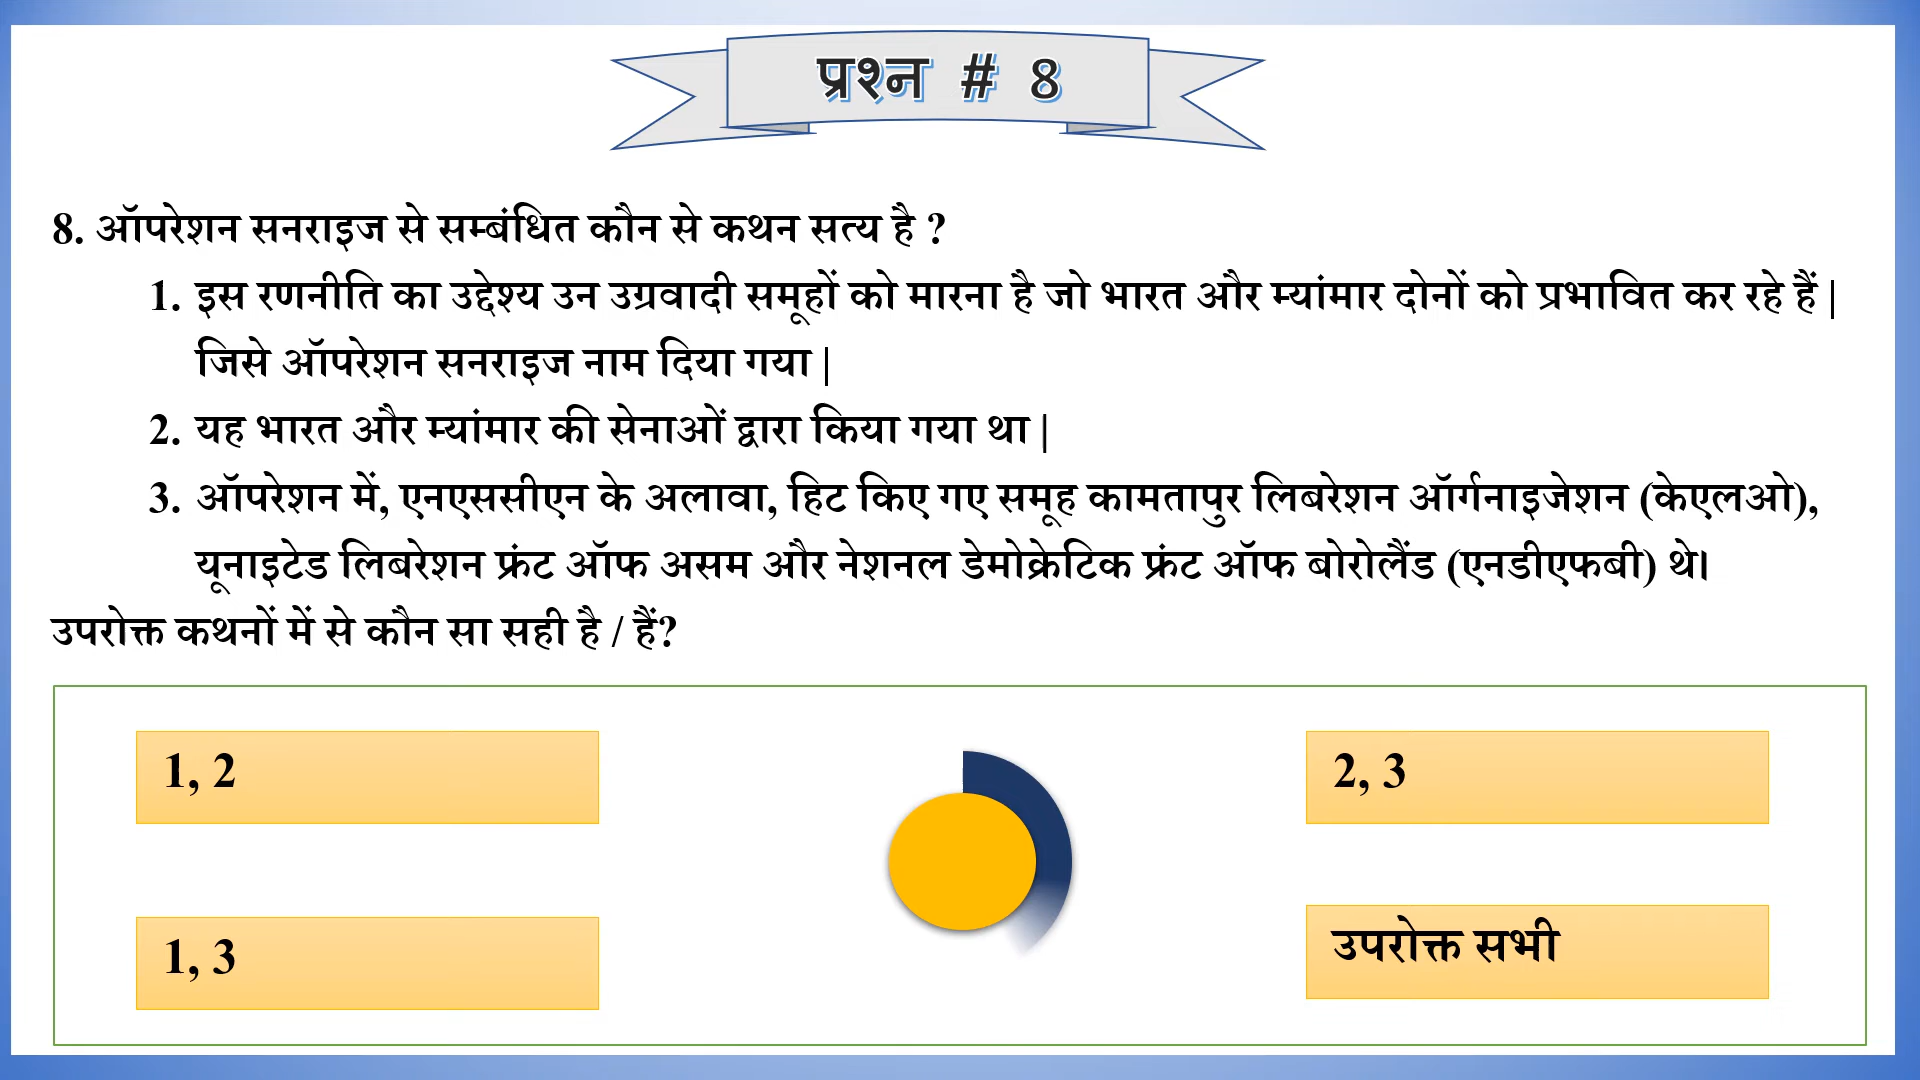 प्रश्न # 8
8. ऑपरेशन सनराइज से सम्बंधित कौन से कथन सत्य है ?
1. इस रणनीति का उद्देश्य उन उग्रवादी समूहों को मारना है जो भारत और म्यांमार दोनों को प्रभावित कर रहे हैं |
जिसे ऑपरेशन सनराइज नाम दिया गया |
2. यह भारत और म्यांमार की सेनाओं द्वारा किया गया था |
3. ऑपरेशन में, एनएससीएन के अलावा, हिट किए गए समूह कामतापुर लिबरेशन ऑर्गनाइजेशन (केएलओ),
यूनाइटेड लिबरेशन फ्रंट ऑफ असम और नेशनल डेमोक्रेटिक फ्रंट ऑफ बोरोलैंड (एनडीएफबी) थे।
उपरोक्त कथनों में से कौन सा सही है / हैं?
1, 2
2, 3
1, 3
उपरोक्त सभी